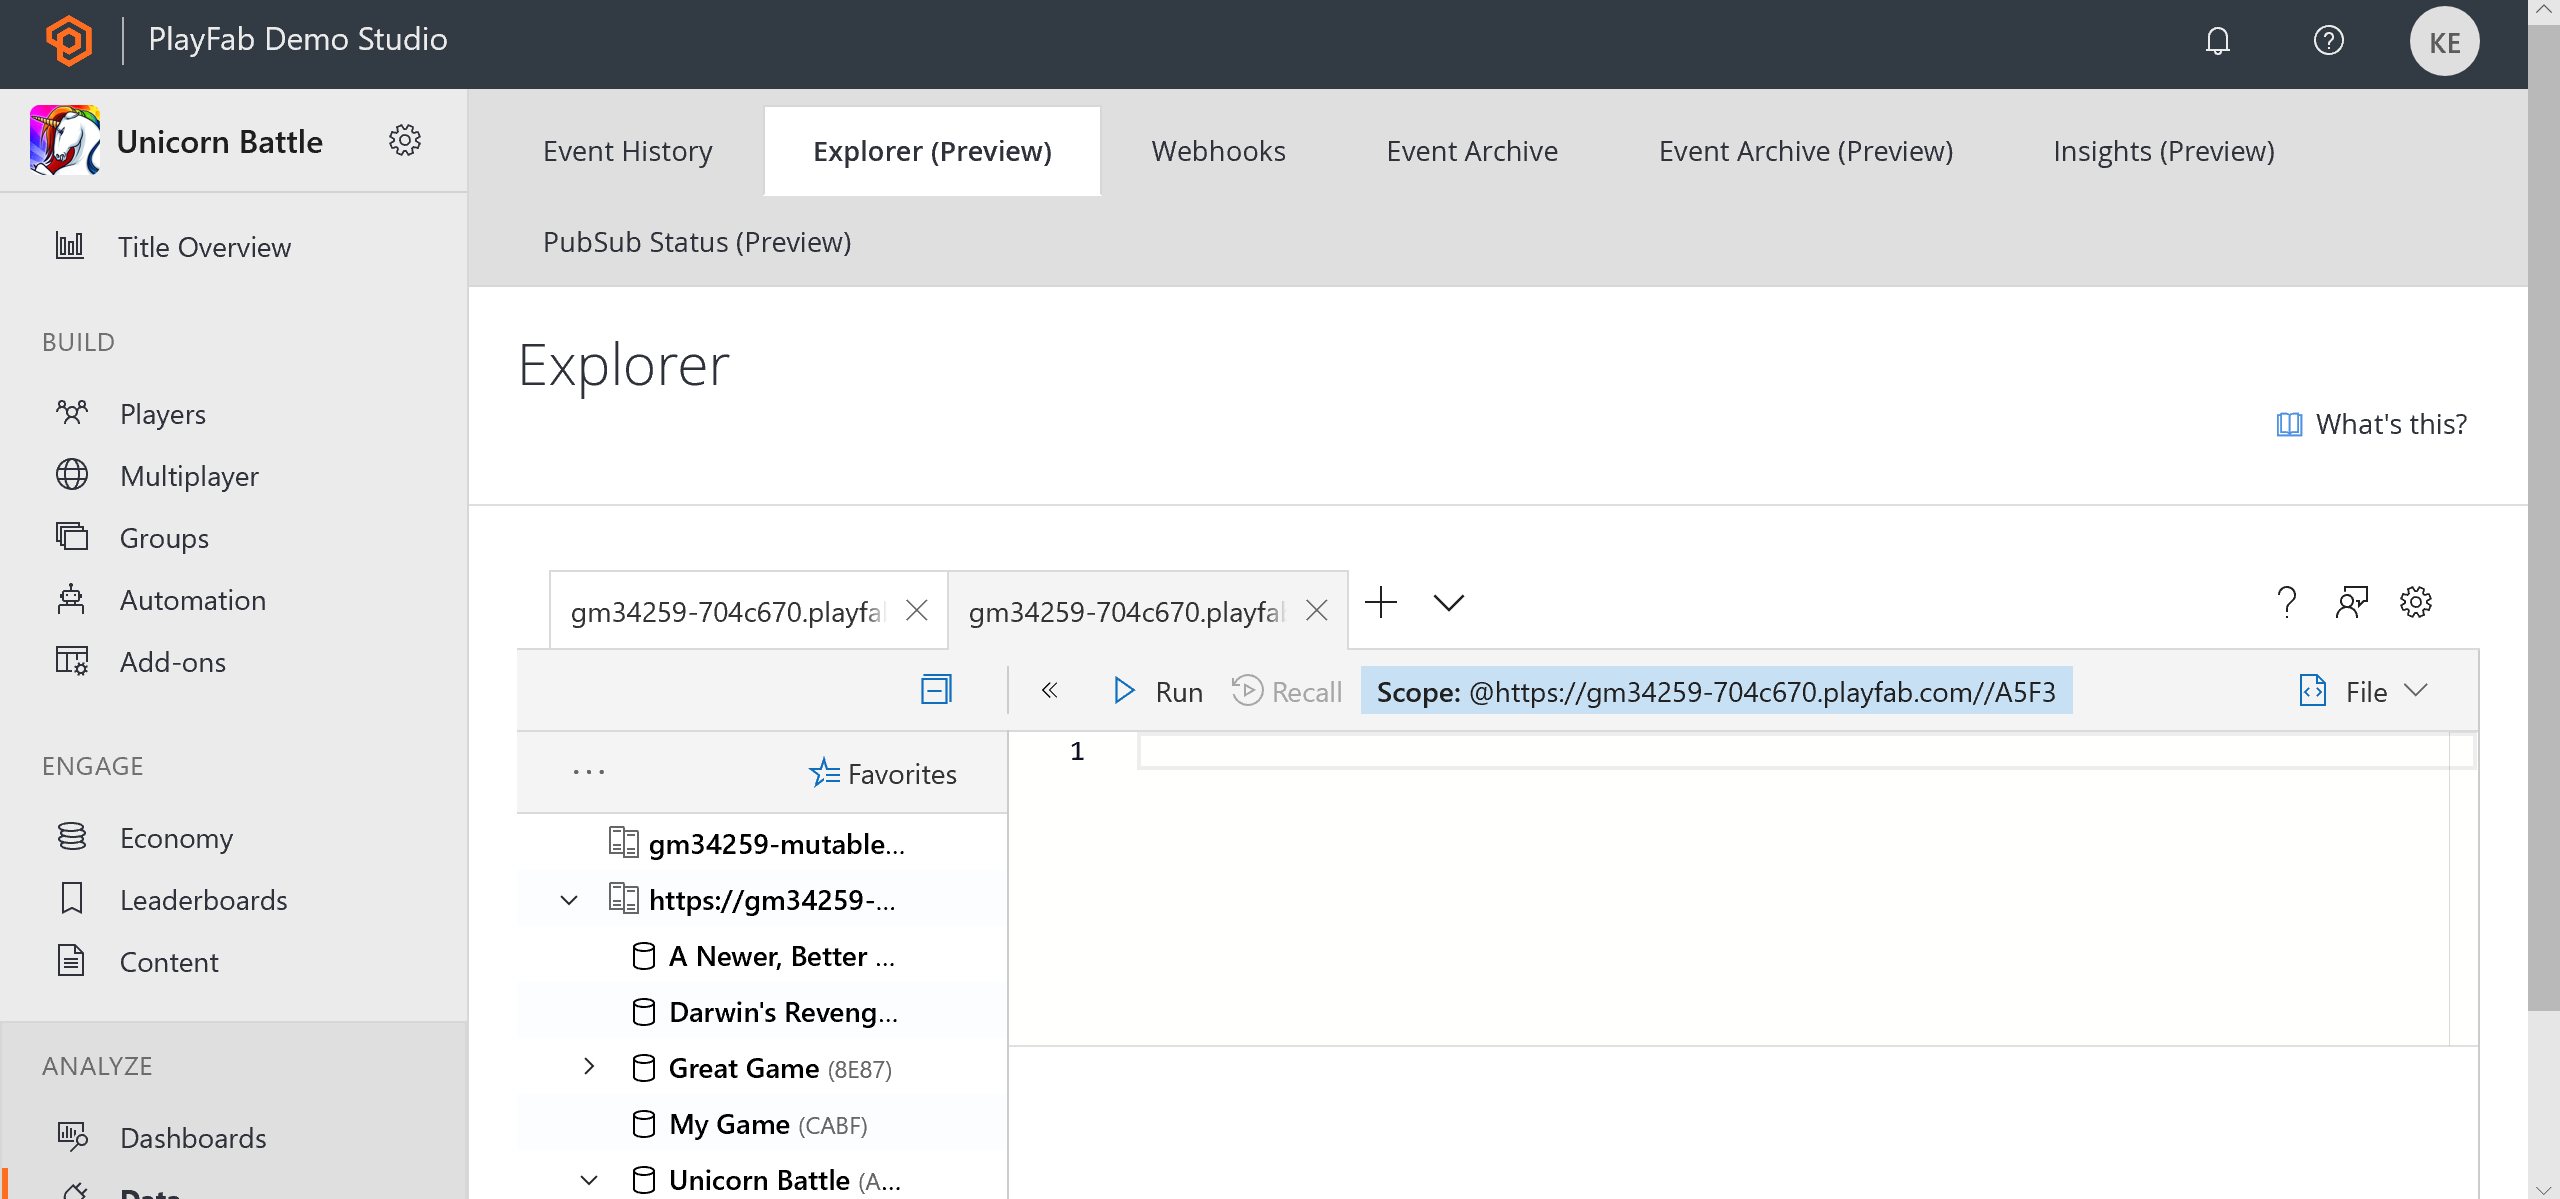 PlayFab Demo Studio
KE
Unicorn Battle
Event History
Explorer (Preview)
Webhooks
Event Archive
Event Archive (Preview)
Insights (Preview)
PubSub Status (Preview)
Title Overview
BUILD
Players
Multiplayer
Groups
Automation
Add-ons
ENGAGE
Economy
Leaderboards
Content
ANALYZE
Dashboards
Data
Explorer
What's this?
gm34259-704c670.playfal
gm34259-704c670.playfab
Run
Recall
Scope: @https://gm34259-704c670.playfab.com//A5F3
File
... Favorites
1
gm34259-mutable...
https://gm34259-...
A Newer, Better ...
Darwin's Reveng...
Great Game (8E87)
My Game (CABF)
Unicorn Battle (A...